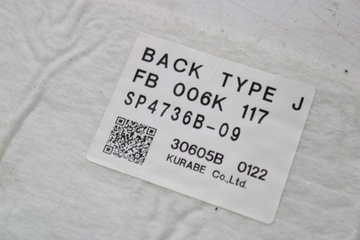 BACK TYPE J
FB 006K 117
SP4736B-09
30605B 0122
KURABE Co.,Ltd.